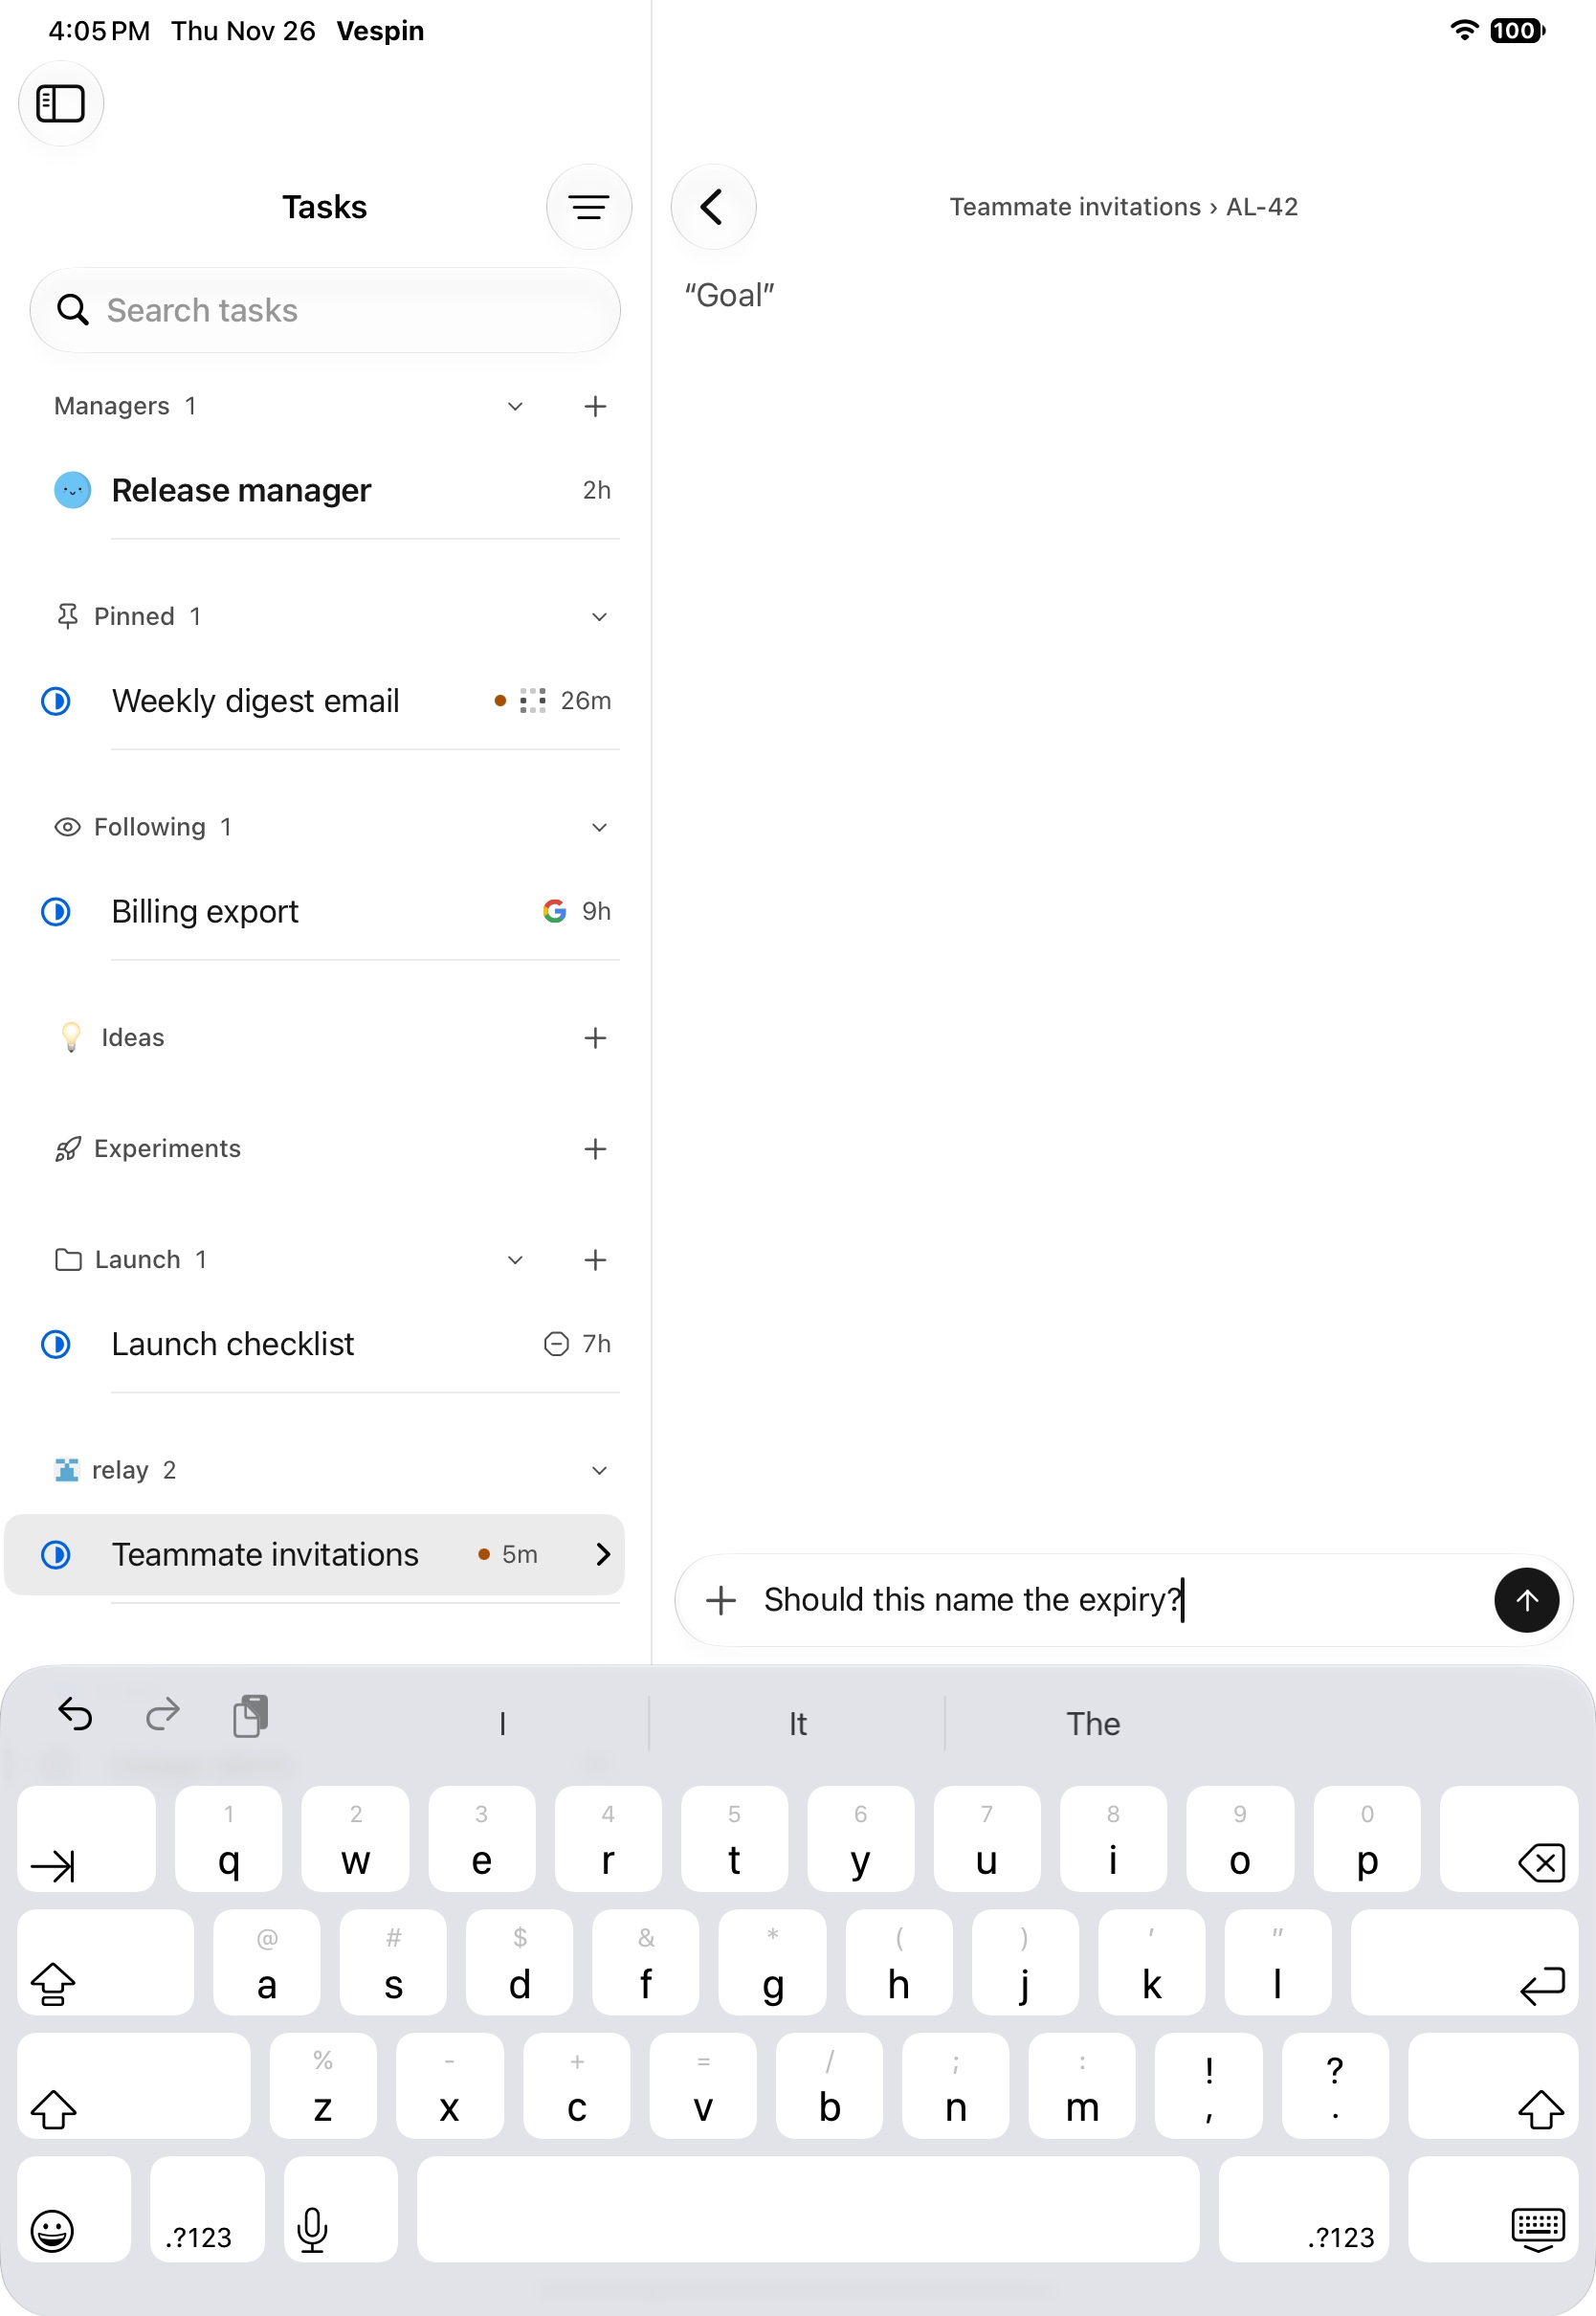 4:05 PM Thu Nov 26 Vespin
100
Tasks
Search tasks
Managers 1
Release manager 2h
Pinned 1
Weekly digest email 26m
Following 1
Billing export 9h
Ideas
Experiments
Launch 1
Launch checklist 7h
relay 2
Teammate invitations 5m
Teammate invitations › AL-42
“Goal”
Should this name the expiry?
I It The
1 2 3 4 5 6 7 8 9 0
q w e r t y u i o p
@ # $ & * ( ) ' "
a s d f g h j k l
% - + = / ; : ! ?
z x c v b n m , .
.?123 .?123